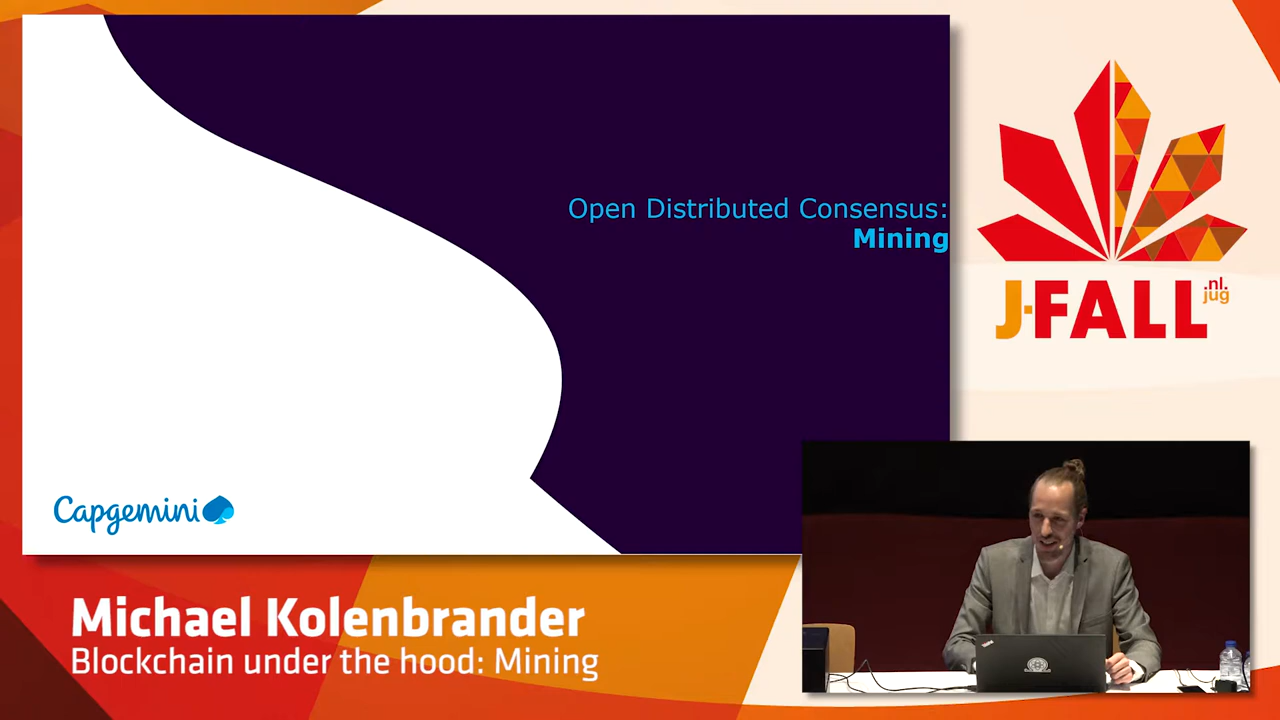 Open Distributed Consensus:
Mining
Capgemini
J-FALL
.nl.
jug
Michael Kolenbrander
Blockchain under the hood: Mining